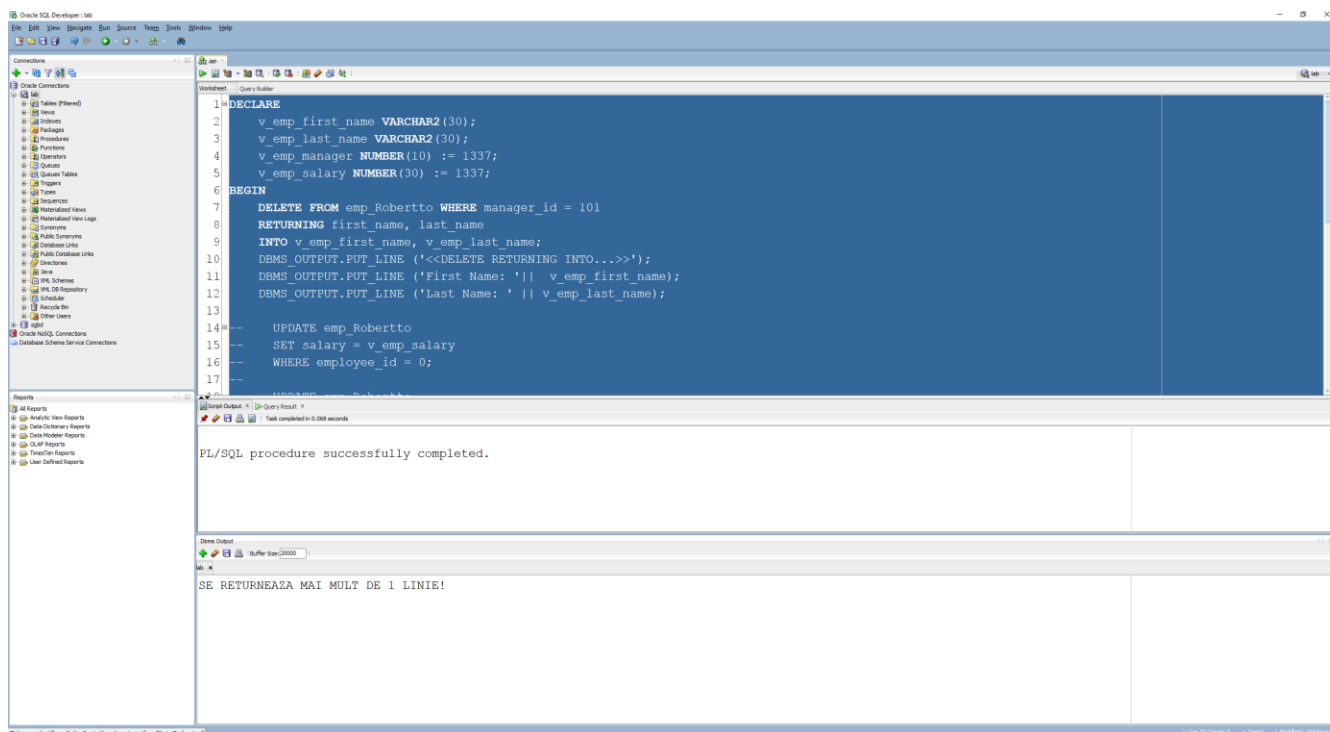 Oracle SQL Developer : lab
File Edit View Navigate Run Source Team Tools Window Help
Connections
Oracle Connections
lab
Tables (Filtered)
Views
Indexes
Packages
Procedures
Functions
Operators
Queues
Queues Tables
Triggers
Types
Sequences
Materialized Views
Materialized View Logs
Synonyms
Public Synonyms
Database Links
Public Database Links
Directories
Java
XML Schemas
XML DB Repository
Scheduler
Recycle Bin
Other Users
sgbd
Oracle NoSQL Connections
Database Schema Service Connections
Reports
All Reports
Analytic View Reports
Data Dictionary Reports
Data Modeler Reports
OLAP Reports
TimesTen Reports
User Defined Reports
lab
lab
Worksheet Query Builder
1 DECLARE
2 v_emp_first_name VARCHAR2(30);
3 v_emp_last_name VARCHAR2(30);
4 v_emp_manager NUMBER(10) := 1337;
5 v_emp_salary NUMBER(30) := 1337;
6 BEGIN
7 DELETE FROM emp_Robertto WHERE manager_id = 101
8 RETURNING first_name, last_name
9 INTO v_emp_first_name, v_emp_last_name;
10 DBMS_OUTPUT.PUT_LINE ('<<DELETE RETURNING INTO...>>');
11 DBMS_OUTPUT.PUT_LINE ('First Name: '|| v_emp_first_name);
12 DBMS_OUTPUT.PUT_LINE ('Last Name: ' || v_emp_last_name);
13
14 -- UPDATE emp_Robertto
15 -- SET salary = v_emp_salary
16 -- WHERE employee_id = 0;
17 --
Script Output × Query Result ×
Task completed in 0.068 seconds
PL/SQL procedure successfully completed.
Dbms Output
Buffer Size: 20000
lab ×
SE RETURNEAZA MAI MULT DE 1 LINIE!